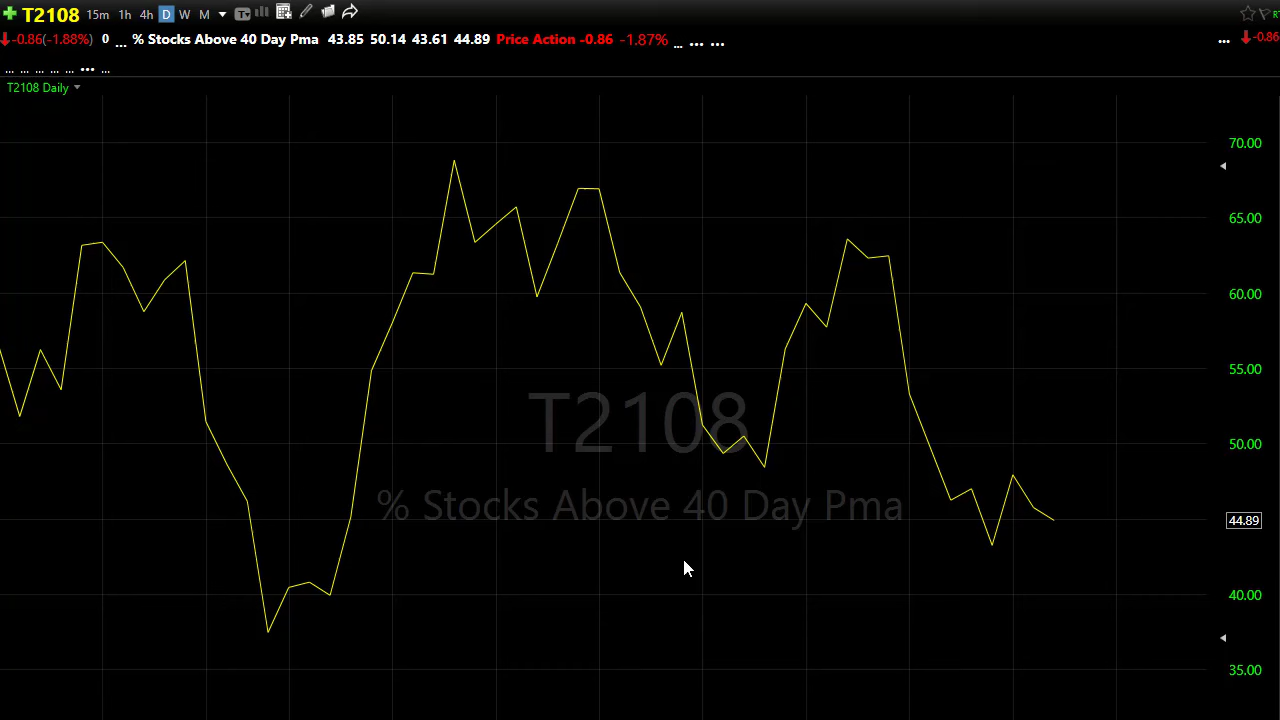 T2108 15m 1h 4h D W M
-0.86(-1.88%) 0 ... % Stocks Above 40 Day Pma 43.85 50.14 43.61 44.89 Price Action -0.86 -1.87% ... ... ... ... -0.86
... ... ... ... ... ... ...
T2108 Daily
70.00
65.00
60.00
55.00
T2108
50.00
% Stocks Above 40 Day Pma
44.89
40.00
35.00